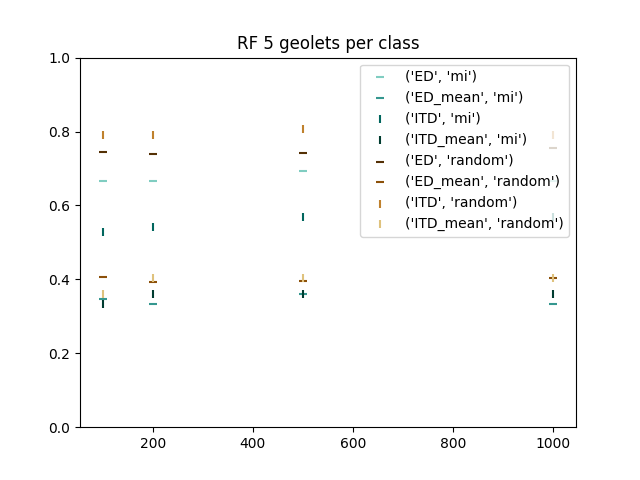 RF 5 geolets per class
1.0
0.8
0.6
0.4
0.2
0.0
('ED', 'mi')
('ED_mean', 'mi')
('ITD', 'mi')
('ITD_mean', 'mi')
('ED', 'random')
('ED_mean', 'random')
('ITD', 'random')
('ITD_mean', 'random')
200 400 600 800 1000